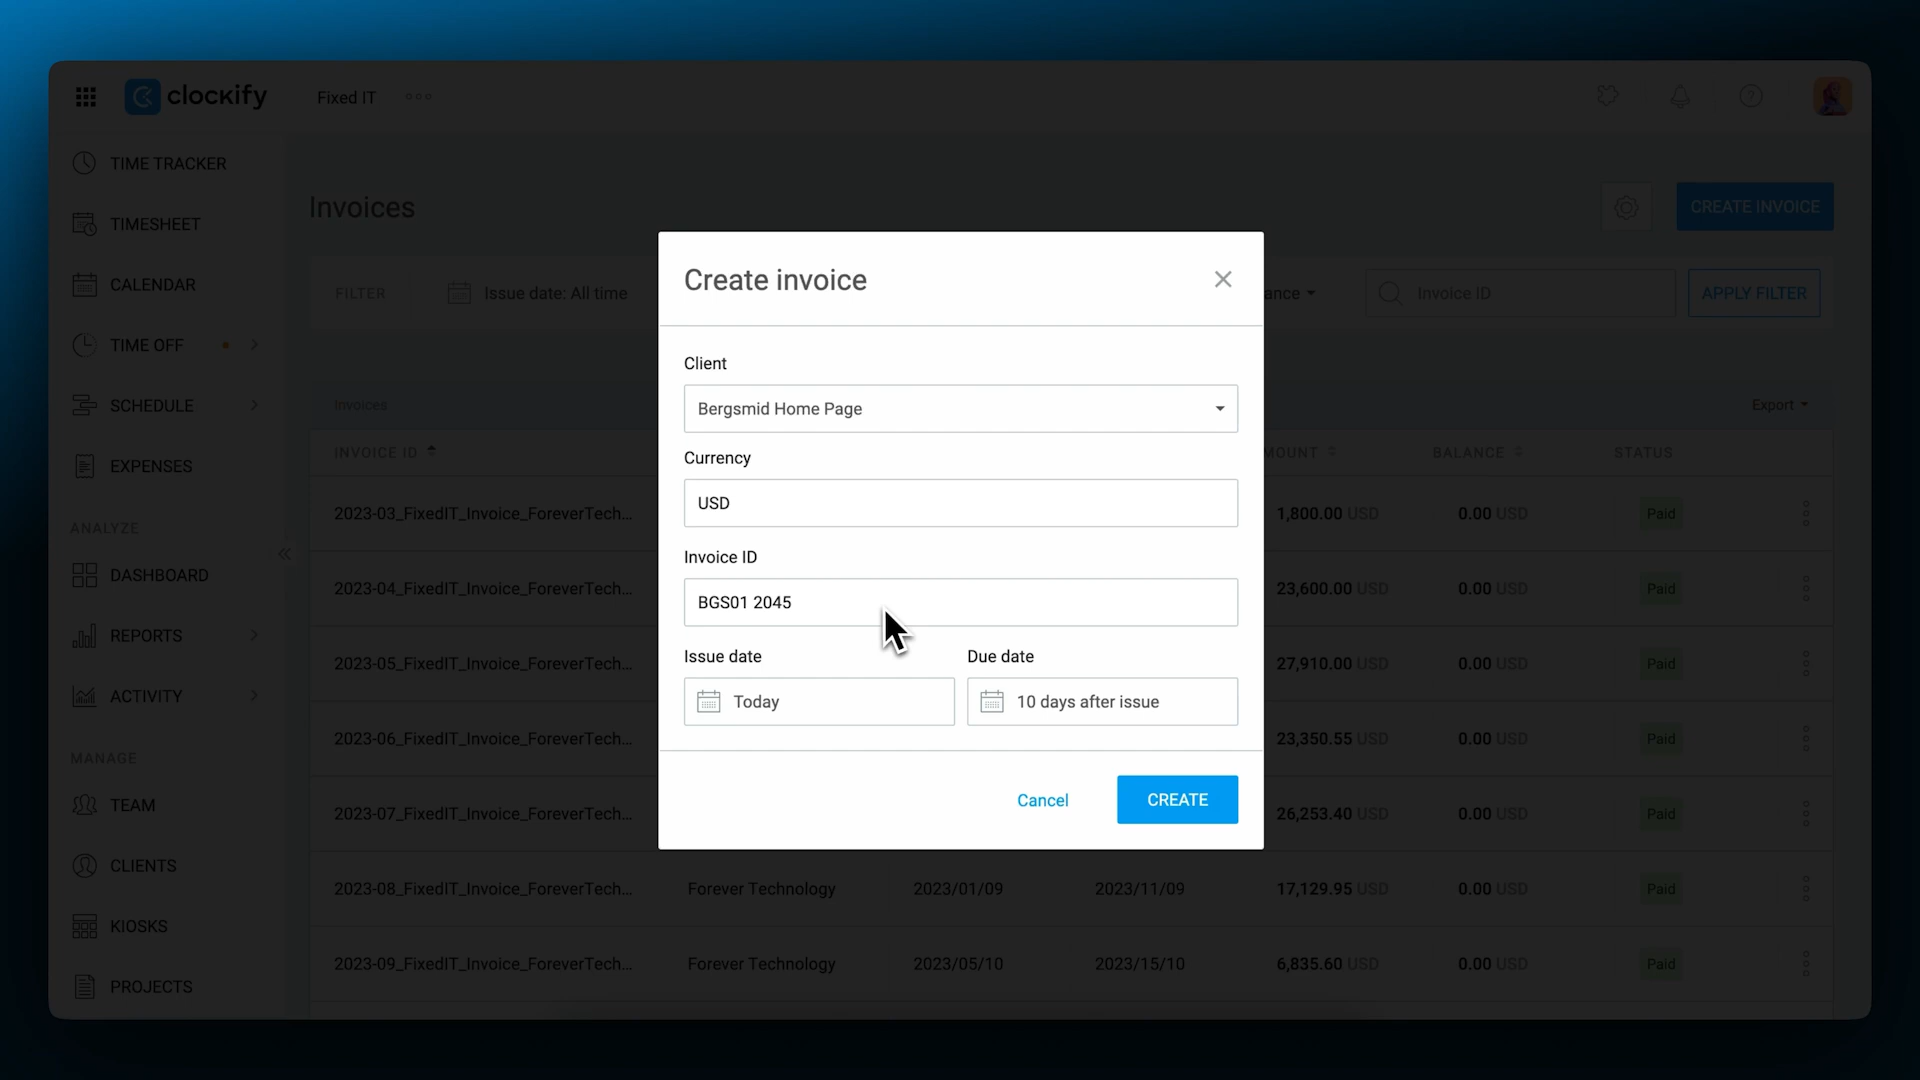 clockify
Fixed IT
TIME TRACKER
TIMESHEET
CALENDAR
TIME OFF
SCHEDULE
EXPENSES
ANALYZE
DASHBOARD
REPORTS
ACTIVITY
MANAGE
TEAM
CLIENTS
KIOSKS
PROJECTS
Invoices
CREATE INVOICE
FILTER Issue date: All time ance Invoice ID APPLY FILTER
Invoices Export
INVOICE ID MOUNT BALANCE STATUS
2023-03_FixedIT_Invoice_ForeverTech... 1,800.00 USD 0.00 USD Paid
2023-04_FixedIT_Invoice_ForeverTech... 23,600.00 USD 0.00 USD Paid
2023-05_FixedIT_Invoice_ForeverTech... 27,910.00 USD 0.00 USD Paid
2023-06_FixedIT_Invoice_ForeverTech... 23,350.55 USD 0.00 USD Paid
2023-07_FixedIT_Invoice_ForeverTech... 26,253.40 USD 0.00 USD Paid
2023-08_FixedIT_Invoice_ForeverTech... Forever Technology 2023/01/09 2023/11/09 17,129.95 USD 0.00 USD Paid
2023-09_FixedIT_Invoice_ForeverTech... Forever Technology 2023/05/10 2023/15/10 6,835.60 USD 0.00 USD Paid
Create invoice
Client
Bergsmid Home Page
Currency
USD
Invoice ID
BGS01 2045
Issue date Due date
Today 10 days after issue
Cancel CREATE